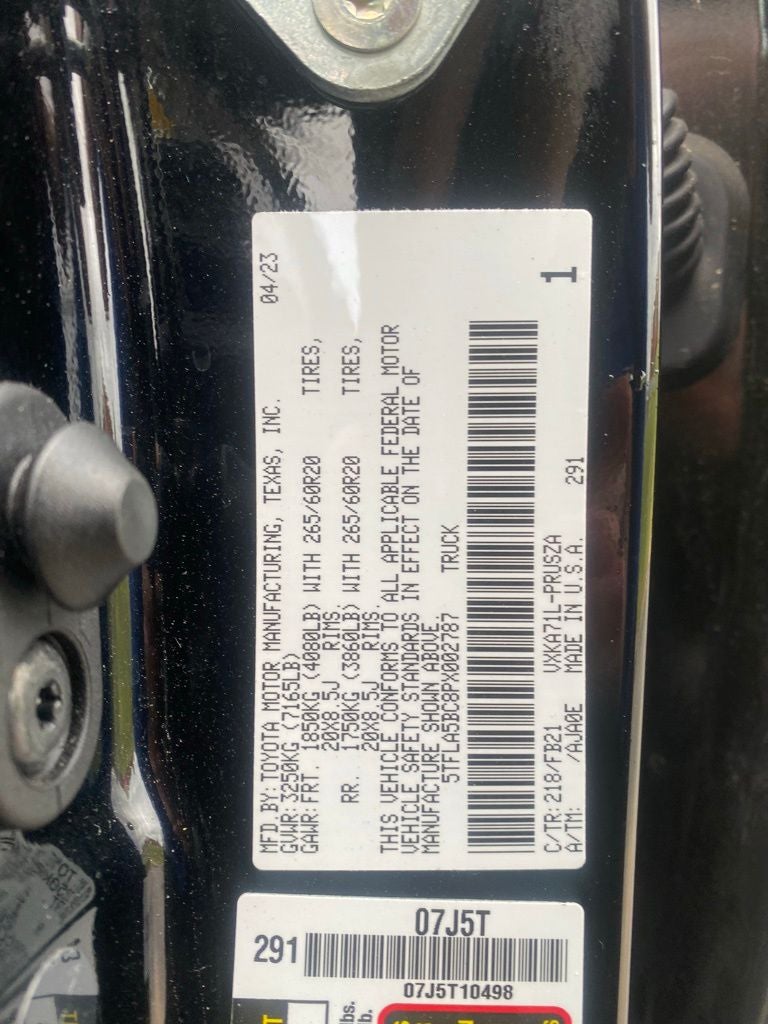 MFD.BY:TOYOTA MOTOR MANUFACTURING, TEXAS, INC. 04/23
GVWR:3250KG (7165LB)
GAWR:FRT. 1850KG (4080LB) WITH 265/60R20 TIRES,
20X8.5J RIMS
RR. 1750KG (3860LB) WITH 265/60R20 TIRES,
20X8.5J RIMS.
THIS VEHICLE CONFORMS TO ALL APPLICABLE FEDERAL MOTOR
VEHICLE SAFETY STANDARDS IN EFFECT ON THE DATE OF
MANUFACTURE SHOWN ABOVE.
5TFLA5BC8PX002787 TRUCK
C/TR:218/FB21 VXKA71L-PRUSZA 1
A/TM: /AJA0E MADE IN U.S.A. 291
07J5T
291
07J5T10498
lbs.